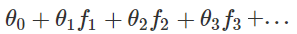 θ₀ + θ₁f₁ + θ₂f₂ + θ₃f₃ +…